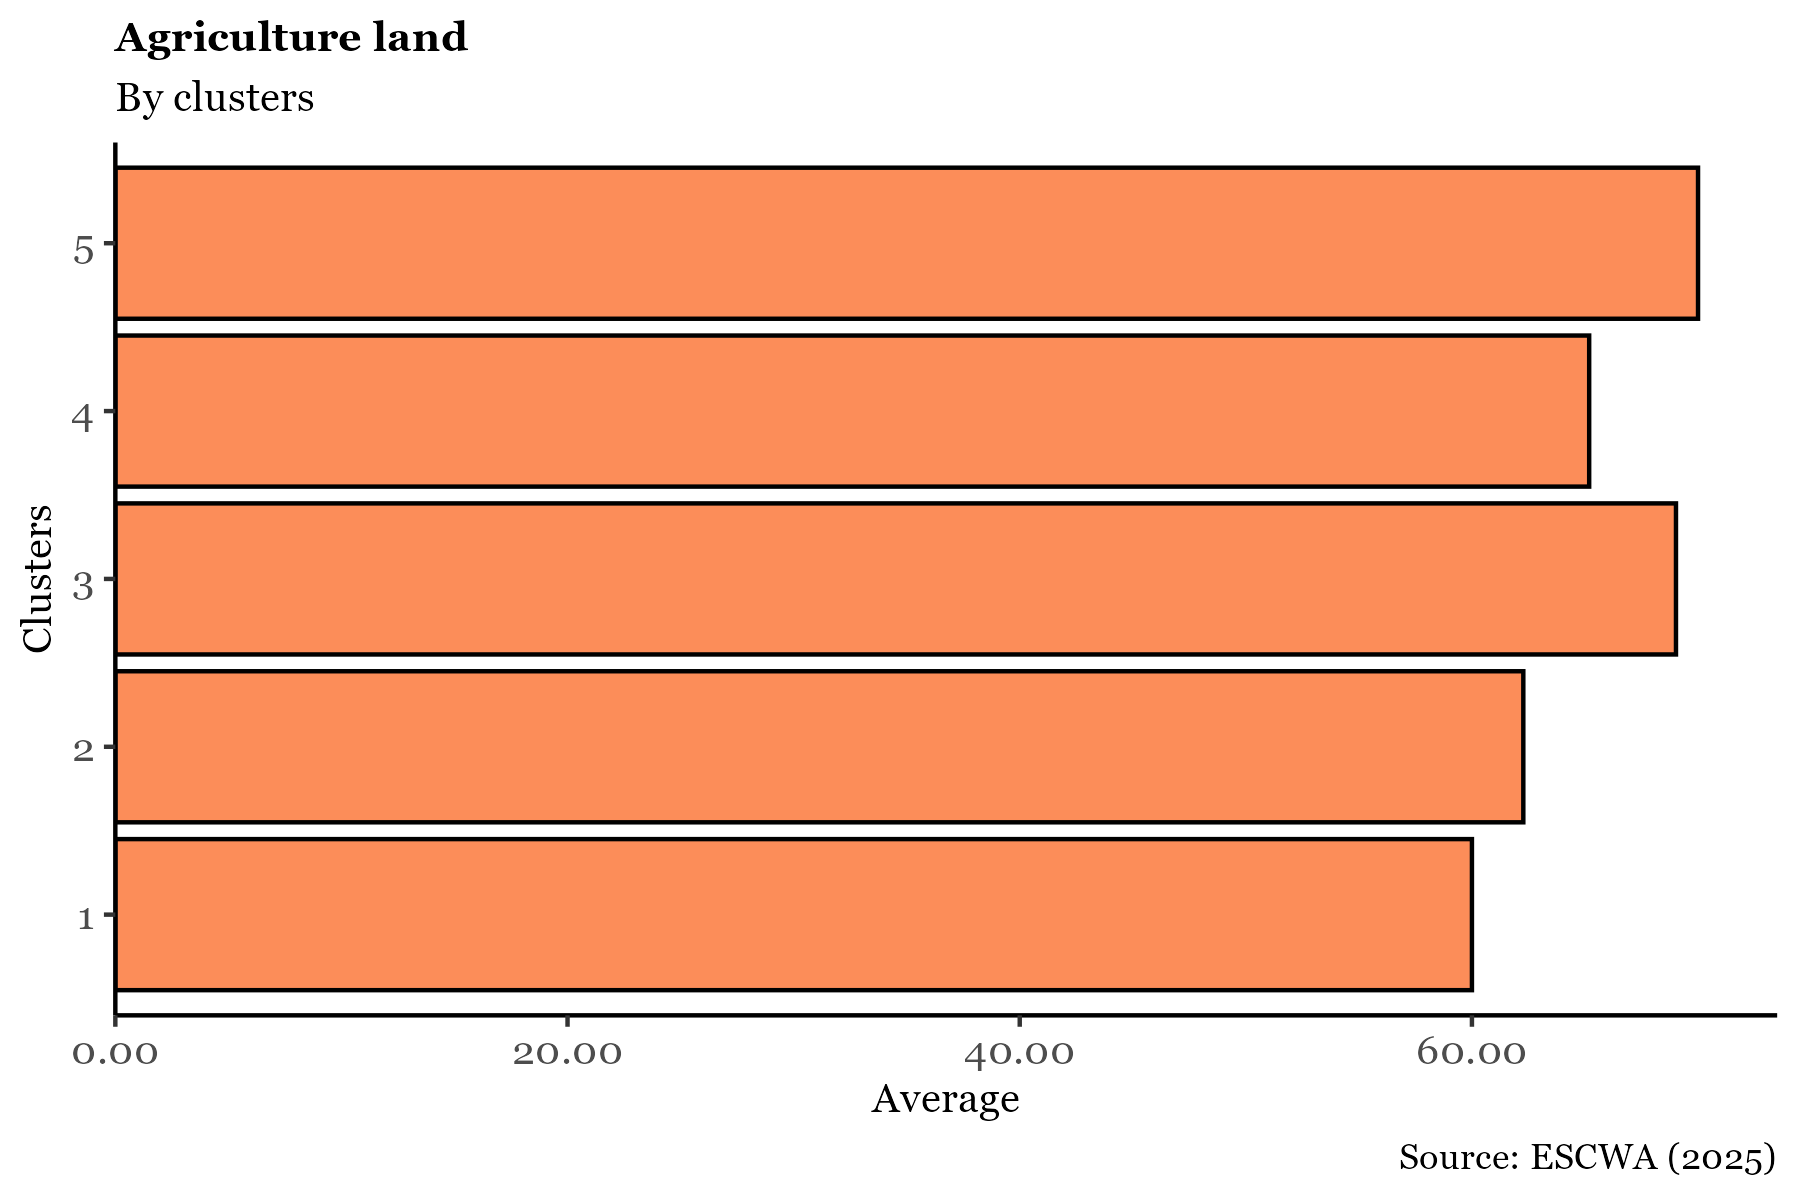 Agriculture land
By clusters
5
4
3
2
1
Clusters
0.00 20.00 40.00 60.00
Average
Source: ESCWA (2025)